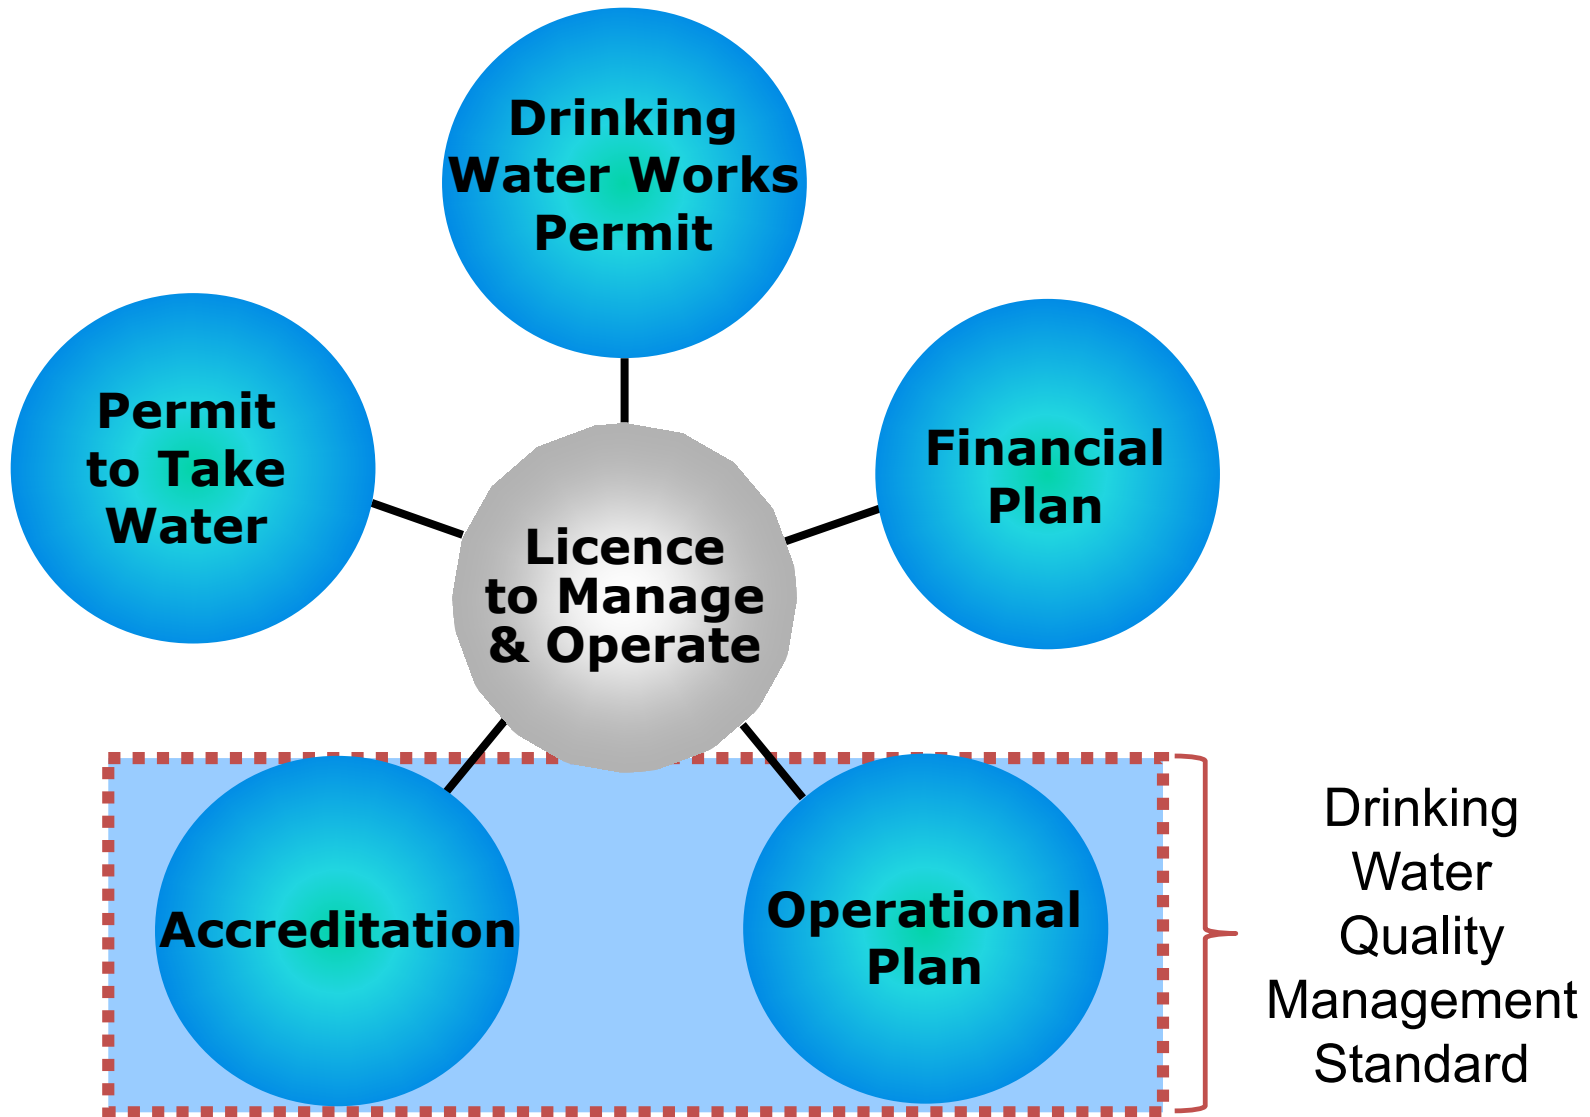 Drinking
Water Works
Permit
Permit
to Take
Water
Financial
Plan
Licence
to Manage
& Operate
Accreditation
Operational
Plan
Drinking
Water
Quality
Management
Standard